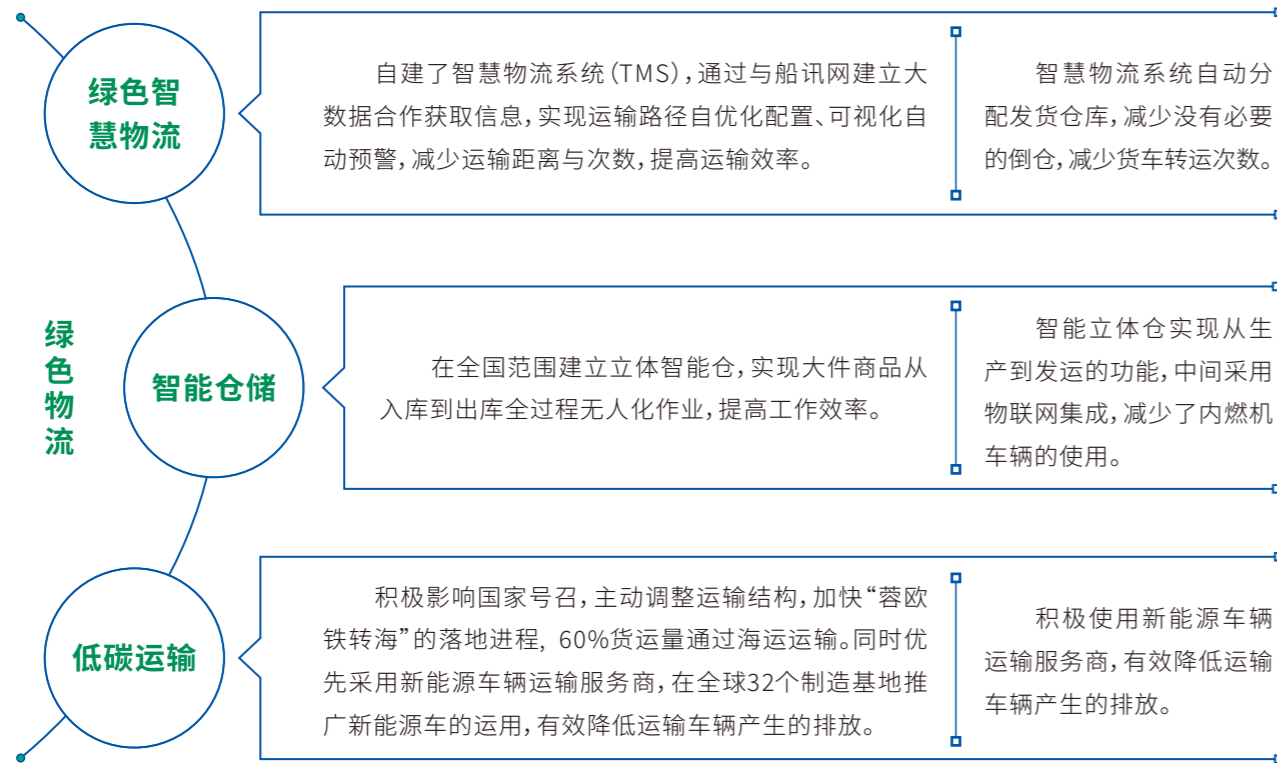 绿色物流
绿色智
慧物流
自建了智慧物流系统（TMS），通过与船讯网建立大
数据合作获取信息，实现运输路径自优化配置、可视化自
动预警，减少运输距离与次数，提高运输效率。
智慧物流系统自动分
配发货仓库，减少没有必要
的倒仓，减少货车转运次数。
智能仓储
在全国范围建立立体智能仓，实现大件商品从
入库到出库全过程无人化作业，提高工作效率。
智能立体仓实现从生
产到发运的功能，中间采用
物联网集成，减少了内燃机
车辆的使用。
低碳运输
积极影响国家号召，主动调整运输结构，加快“蓉欧
铁转海”的落地进程, 60%货运量通过海运运输。同时优
先采用新能源车辆运输服务商，在全球32个制造基地推
广新能源车的运用，有效降低运输车辆产生的排放。
积极使用新能源车辆
运输服务商，有效降低运输
车辆产生的排放。